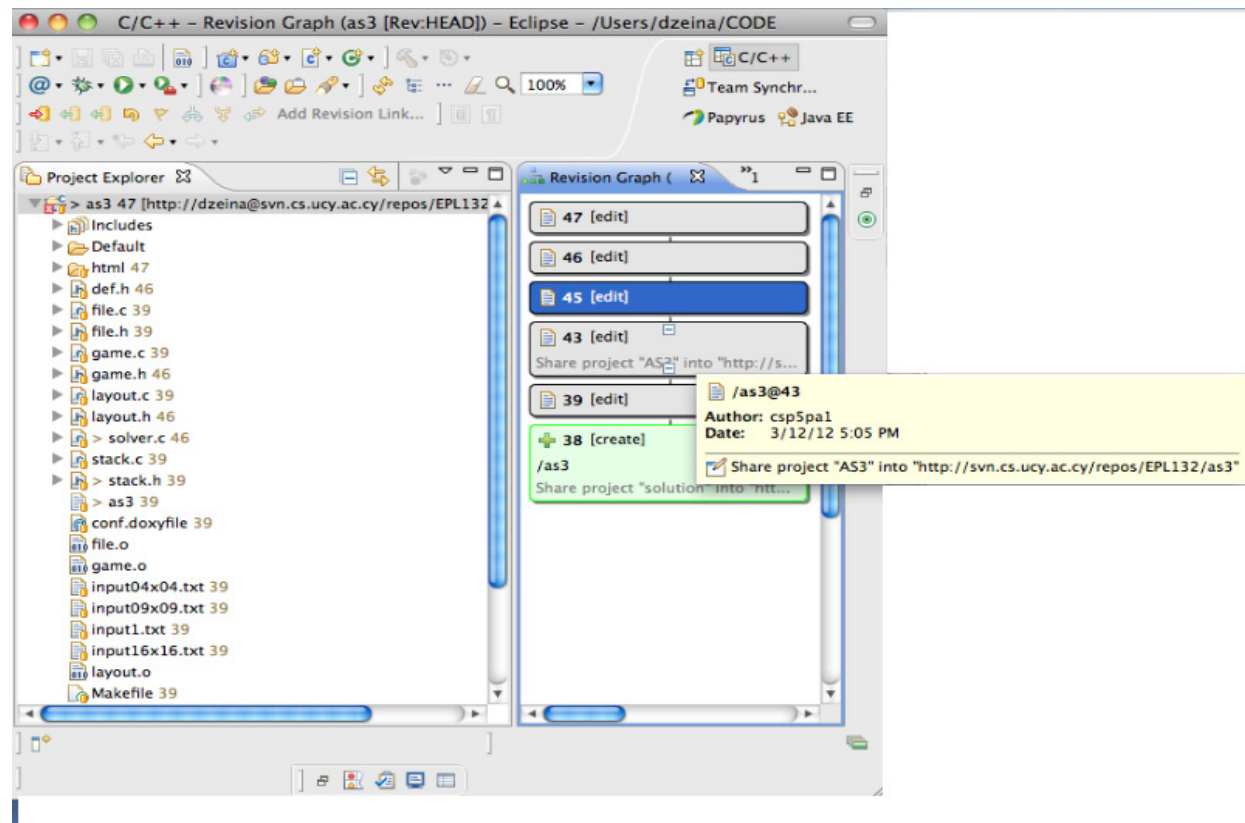 C/C++ – Revision Graph (as3 [Rev:HEAD]) – Eclipse – /Users/dzeina/CODE
C/C++
100%
Team Synchr...
Add Revision Link...
Papyrus Java EE
Project Explorer
> as3 47 [http://dzeina@svn.cs.ucy.ac.cy/repos/EPL132
Includes
Default
html 47
def.h 46
file.c 39
file.h 39
game.c 39
game.h 46
layout.c 39
layout.h 46
> solver.c 46
stack.c 39
> stack.h 39
> as3 39
conf.doxyfile 39
file.o
game.o
input04x04.txt 39
input09x09.txt 39
input1.txt 39
input16x16.txt 39
layout.o
Makefile 39
Revision Graph ( »1
47 [edit]
46 [edit]
45 [edit]
43 [edit]
Share project "AS3" into "http://s...
39 [edit]
38 [create]
/as3
Share project "solution" into "htt...
/as3@43
Author: csp5pa1
Date: 3/12/12 5:05 PM
Share project "AS3" into "http://svn.cs.ucy.ac.cy/repos/EPL132/as3"